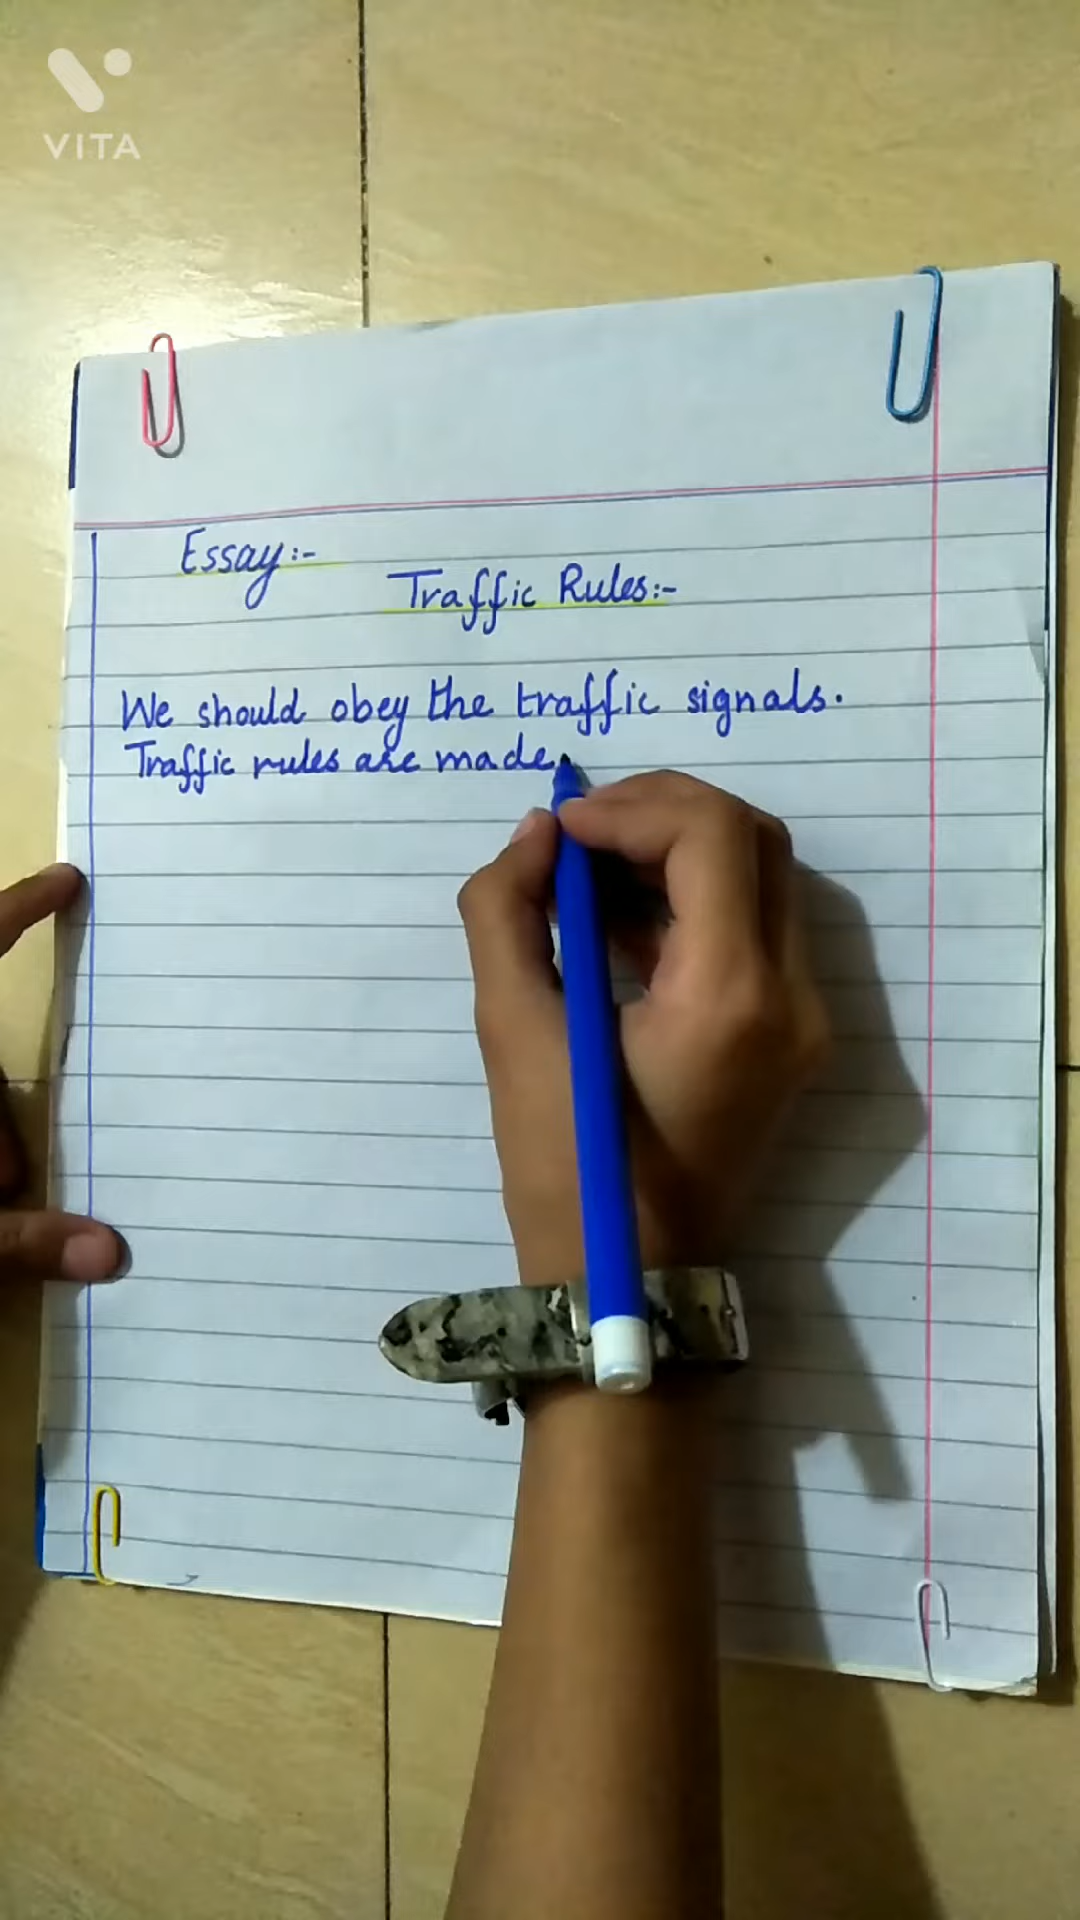 VITA
Essay:-
Traffic Rules:-
We should obey the traffic signals.
Traffic rules are made